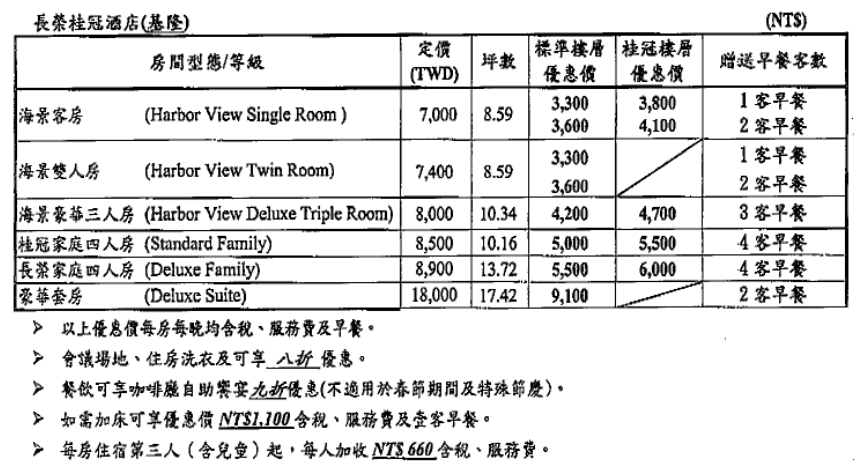 長榮桂冠酒店(基隆) (NT$)
房間型態/等級 定價 (TWD) 坪數 標準樓層 優惠價 桂冠樓層 優惠價 贈送早餐客數
海景客房 (Harbor View Single Room ) 7,000 8.59 3,300 3,800 1 客早餐
3,600 4,100 2 客早餐
海景雙人房 (Harbor View Twin Room) 7,400 8.59 3,300 1 客早餐
3,600 2 客早餐
海景豪華三人房 (Harbor View Deluxe Triple Room) 8,000 10.34 4,200 4,700 3 客早餐
桂冠家庭四人房 (Standard Family) 8,500 10.16 5,000 5,500 4 客早餐
長榮家庭四人房 (Deluxe Family) 8,900 13.72 5,500 6,000 4 客早餐
豪華套房 (Deluxe Suite) 18,000 17.42 9,100 2 客早餐
➢ 以上優惠價每房每晚均含稅、服務費及早餐。
➢ 會議場地、住房洗衣及可享 八折 優惠。
➢ 餐飲可享咖啡廳自助饗宴九折優惠(不適用於春節期間及特殊節慶)。
➢ 如需加床可享優惠價 NT$1,100 含稅、服務費及壹客早餐。
➢ 每房住宿第三人（含兒童）起，每人加收 NT$ 660 含稅、服務費。